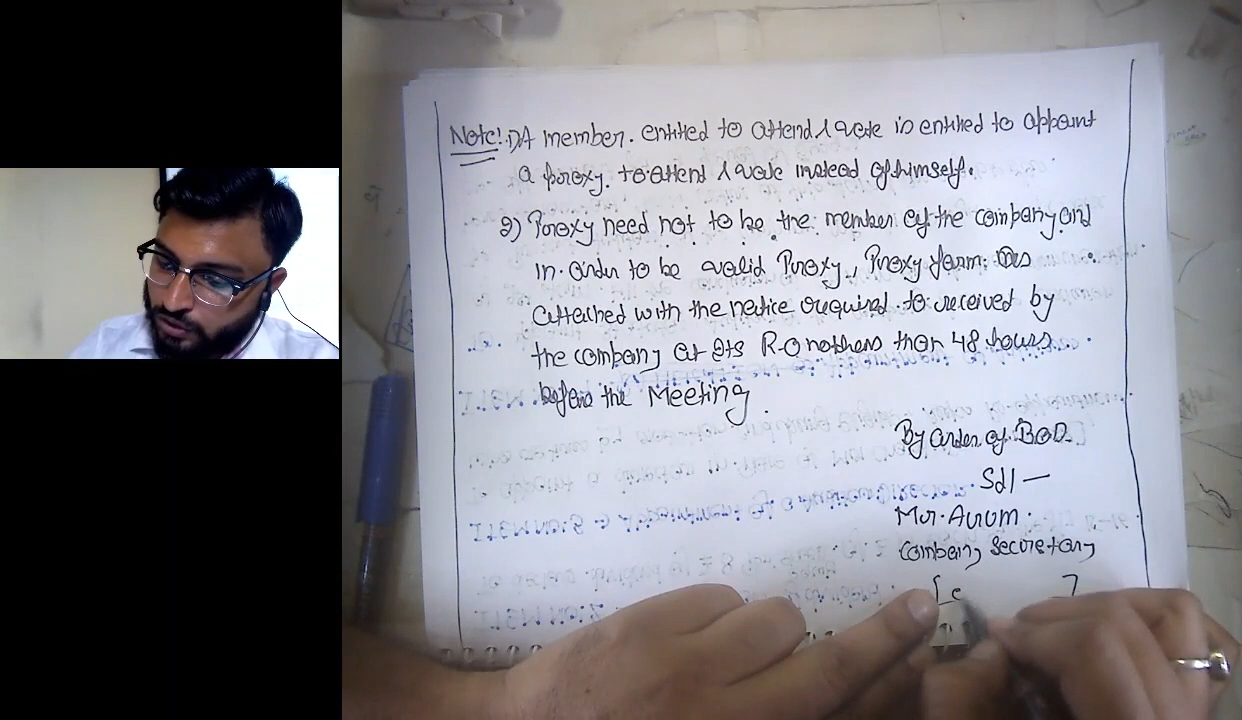 Note:- 1) A member entitled to attend & vote is entitled to appoint
a proxy to attend & vote instead of himself.
2) Proxy need not to be the member of the company and
in order to be valid Proxy, Proxy form as
attached with the notice required to received by
the company at its R.O not less than 48 hours
before the Meeting.
By order of BOD.
Sd/-
Mr. Arum.
Company Secretary